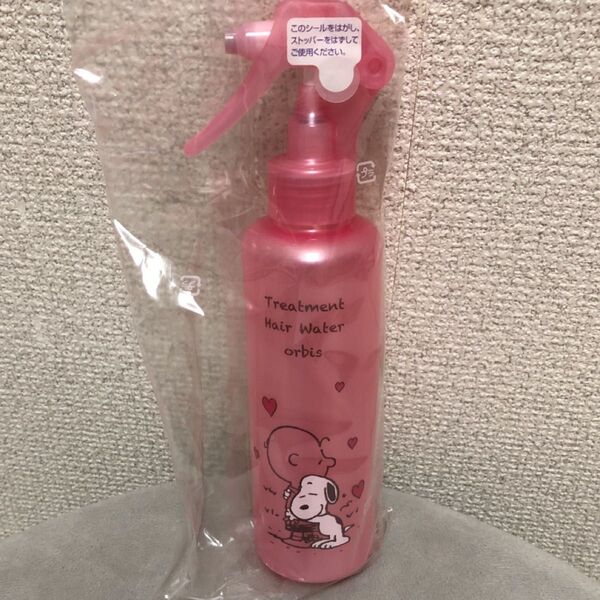 このシールをはがし、
ストッパーをはずして
ご使用ください。
Treatment
Hair Water
orbis